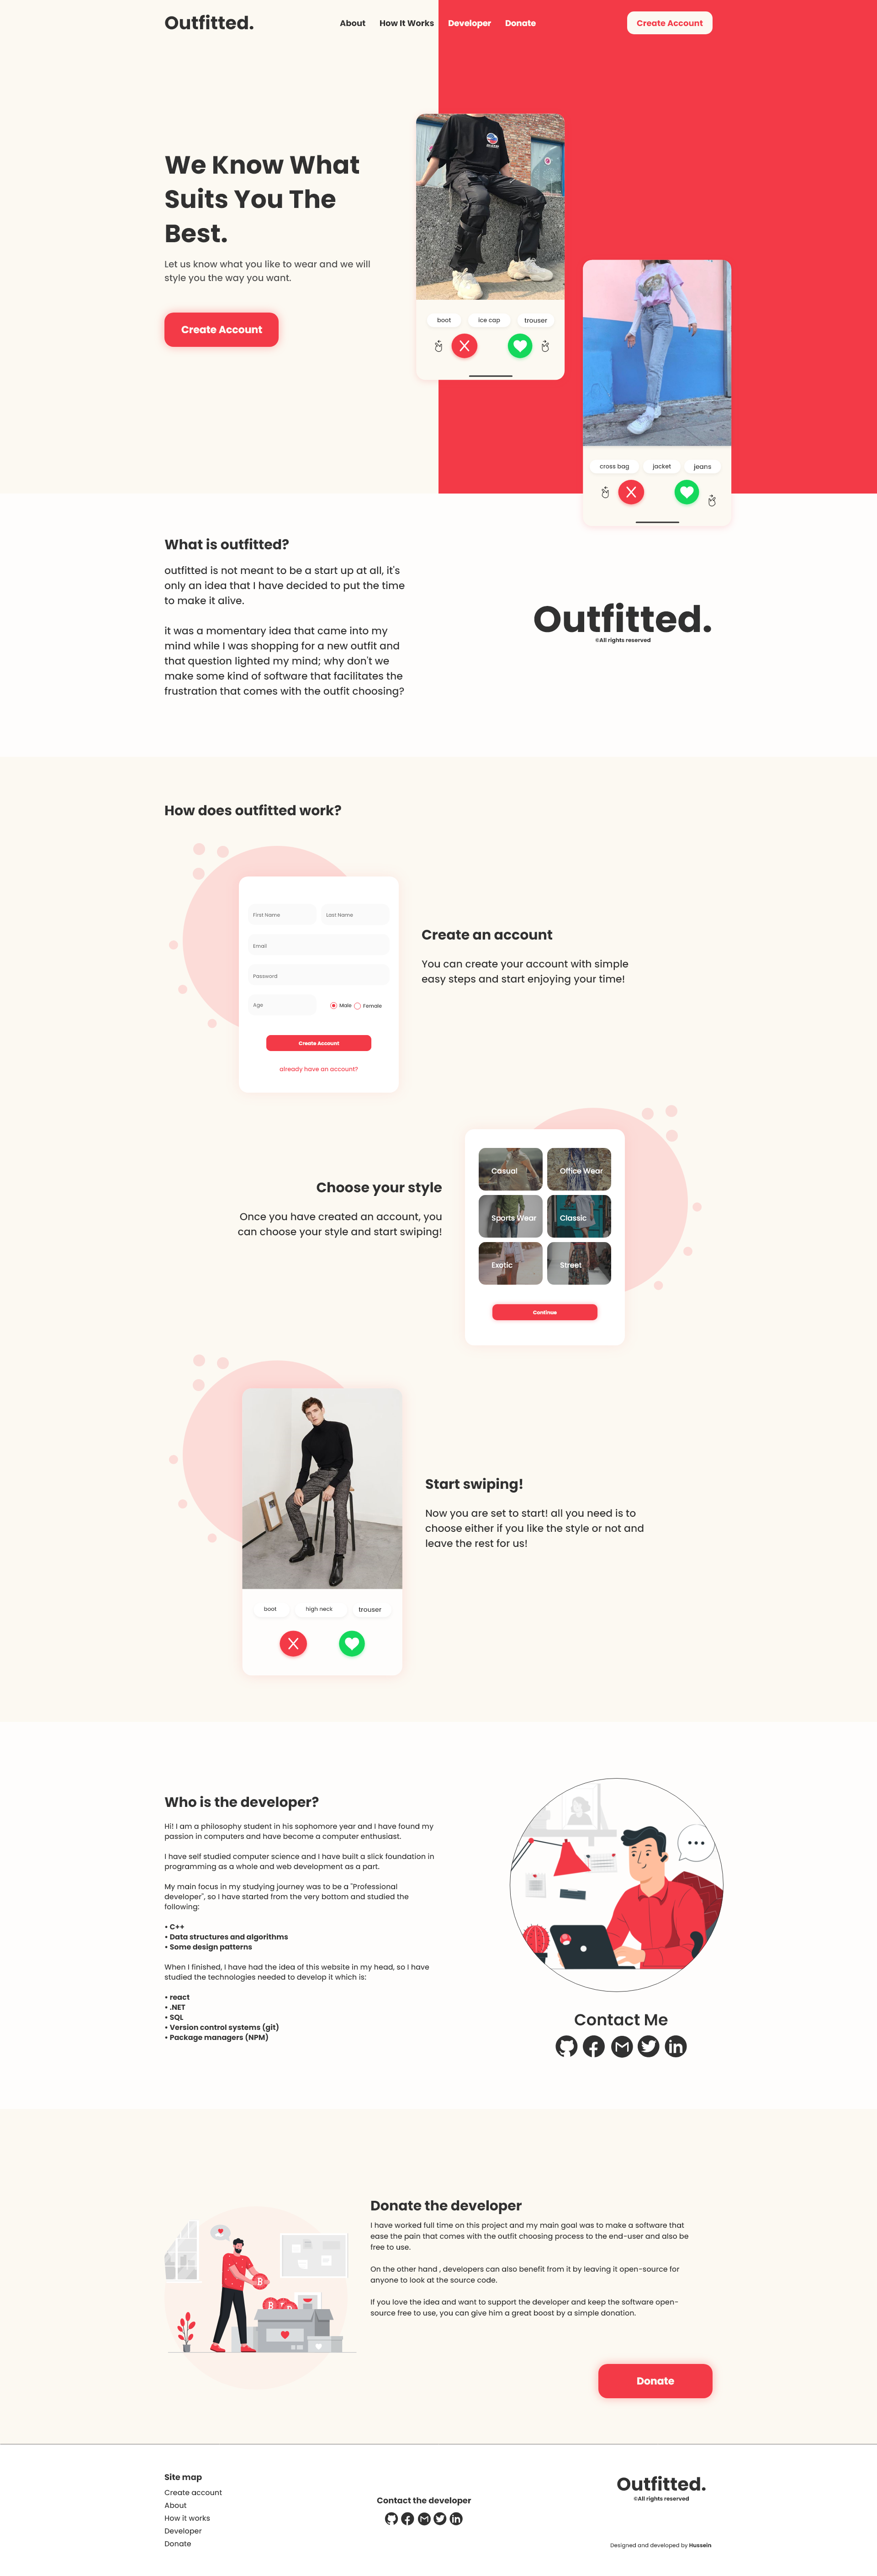 Outfitted.
About
How It Works
Developer
Donate
Create Account
We Know What
Suits You The
Best.
Let us know what you like to wear and we will
style you the way you want.
Create Account
boot
ice cap
trouser
cross bag
jacket
jeans
What is outfitted?
outfitted is not meant to be a start up at all, it's
only an idea that I have decided to put the time
to make it alive.
it was a momentary idea that came into my
mind while I was shopping for a new outfit and
that question lighted my mind; why don't we
make some kind of software that facilitates the
frustration that comes with the outfit choosing?
Outfitted.
©All rights reserved
How does outfitted work?
First Name
Last Name
Email
Password
Age
Male
Female
Create Account
already have an account?
Create an account
You can create your account with simple
easy steps and start enjoying your time!
Choose your style
Once you have created an account, you
can choose your style and start swiping!
Casual
Office Wear
Sports Wear
Classic
Exotic
Street
Continue
boot
high neck
trouser
Start swiping!
Now you are set to start! all you need is to
choose either if you like the style or not and
leave the rest for us!
Who is the developer?
Hi! I am a philosophy student in his sophomore year and I have found my
passion in computers and have become a computer enthusiast.
I have self studied computer science and I have built a slick foundation in
programming as a whole and web development as a part.
My main focus in my studying journey was to be a "Professional
developer", so I have started from the very bottom and studied the
following:
• C++
• Data structures and algorithms
• Some design patterns
When I finished, I have had the idea of this website in my head, so I have
studied the technologies needed to develop it which is:
• react
• .NET
• SQL
• Version control systems (git)
• Package managers (NPM)
Contact Me
Donate the developer
I have worked full time on this project and my main goal was to make a software that
ease the pain that comes with the outfit choosing process to the end-user and also be
free to use.
On the other hand , developers can also benefit from it by leaving it open-source for
anyone to look at the source code.
If you love the idea and want to support the developer and keep the software open-
source free to use, you can give him a great boost by a simple donation.
Donate
Site map
Create account
About
How it works
Developer
Donate
Contact the developer
Outfitted.
©All rights reserved
Designed and developed by Hussein